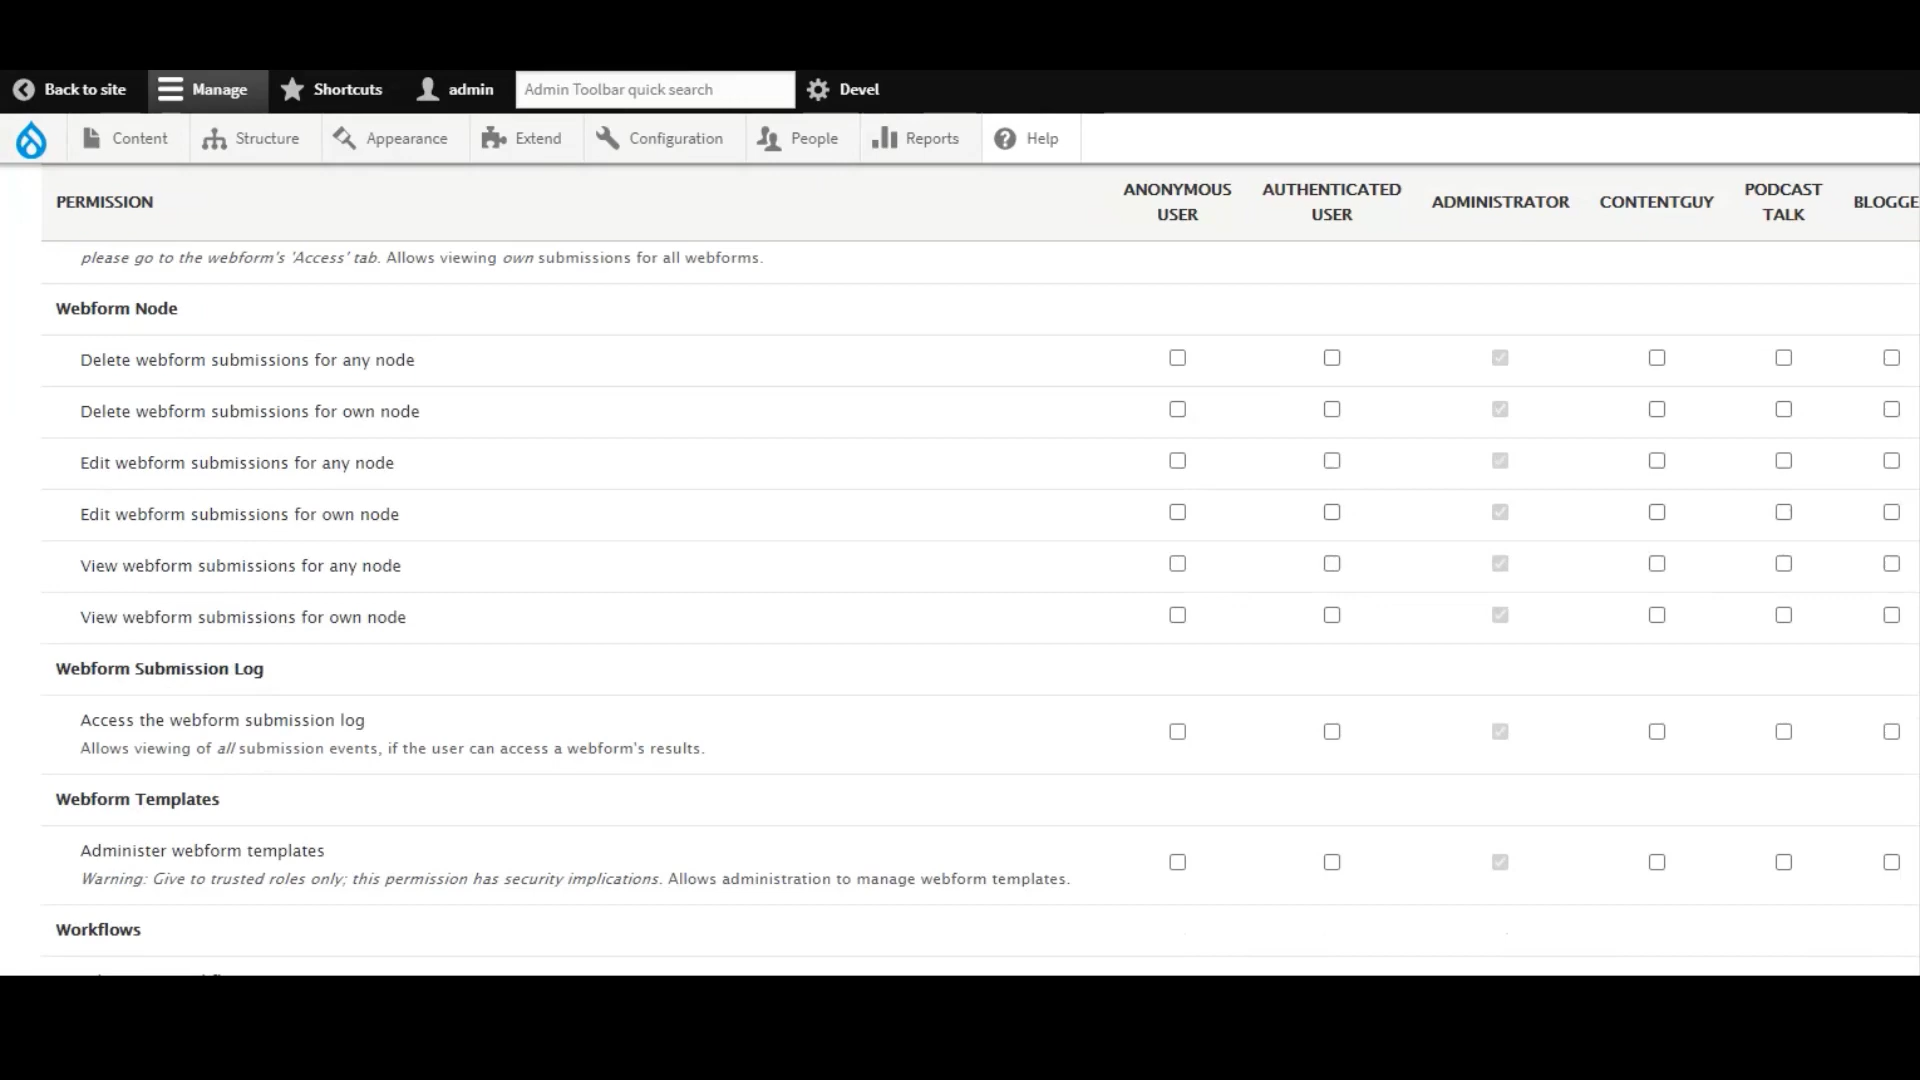 Back to site Manage Shortcuts admin Admin Toolbar quick search Devel
Content Structure Appearance Extend Configuration People Reports Help
PERMISSION ANONYMOUS USER AUTHENTICATED USER ADMINISTRATOR CONTENTGUY PODCAST TALK BLOGGE
please go to the webform's 'Access' tab. Allows viewing own submissions for all webforms.
Webform Node
Delete webform submissions for any node
Delete webform submissions for own node
Edit webform submissions for any node
Edit webform submissions for own node
View webform submissions for any node
View webform submissions for own node
Webform Submission Log
Access the webform submission log
Allows viewing of all submission events, if the user can access a webform's results.
Webform Templates
Administer webform templates
Warning: Give to trusted roles only; this permission has security implications. Allows administration to manage webform templates.
Workflows